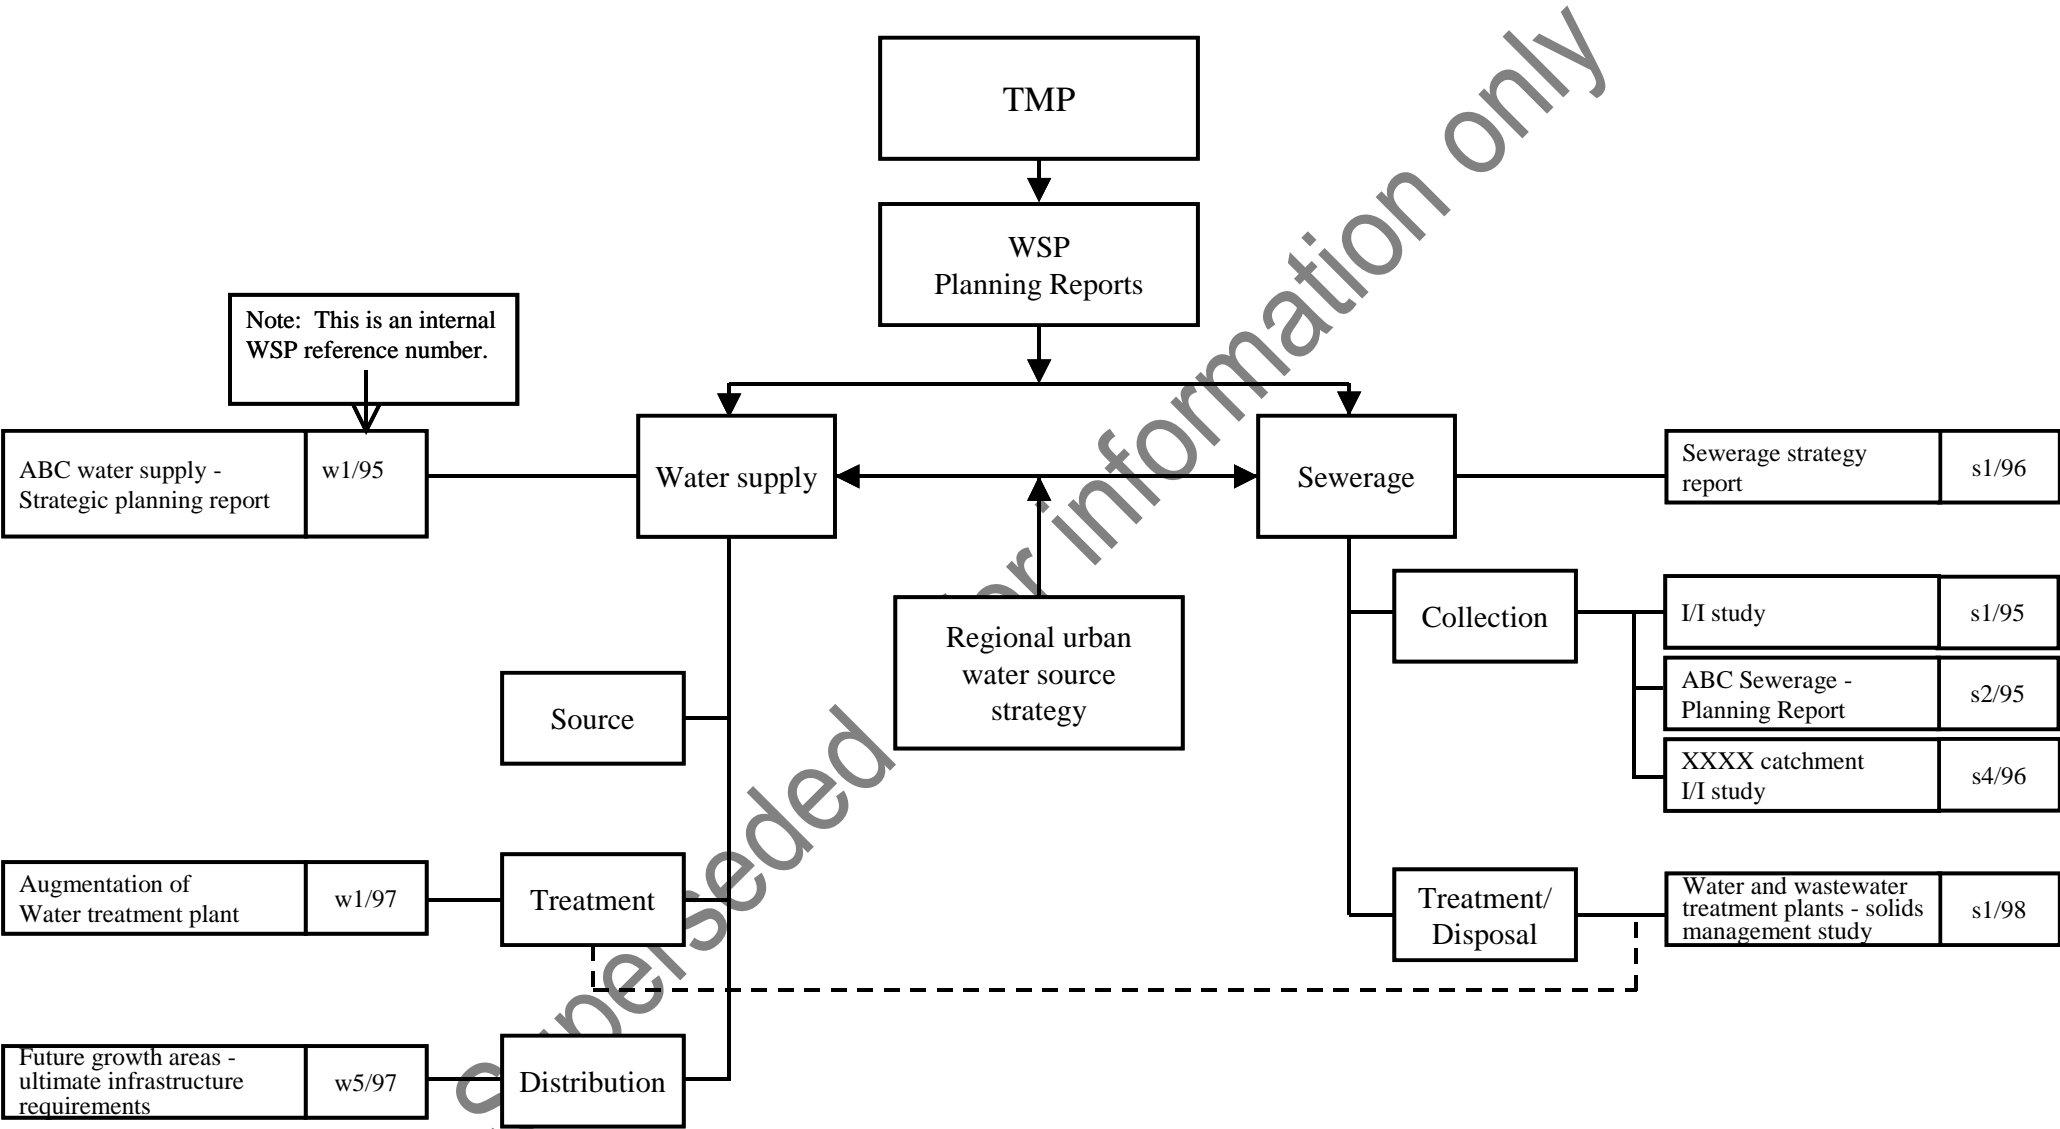 TMP
WSP
Planning Reports
Note: This is an internal
WSP reference number.
ABC water supply -
Strategic planning report
w1/95
Water supply
Sewerage
Sewerage strategy
report
s1/96
Regional urban
water source
strategy
Collection
I/I study
s1/95
ABC Sewerage -
Planning Report
s2/95
XXXX catchment
I/I study
s4/96
Source
Augmentation of
Water treatment plant
w1/97
Treatment
Treatment/
Disposal
Water and wastewater
treatment plants - solids
management study
s1/98
Future growth areas -
ultimate infrastructure
requirements
w5/97
Distribution
Superseded for information only